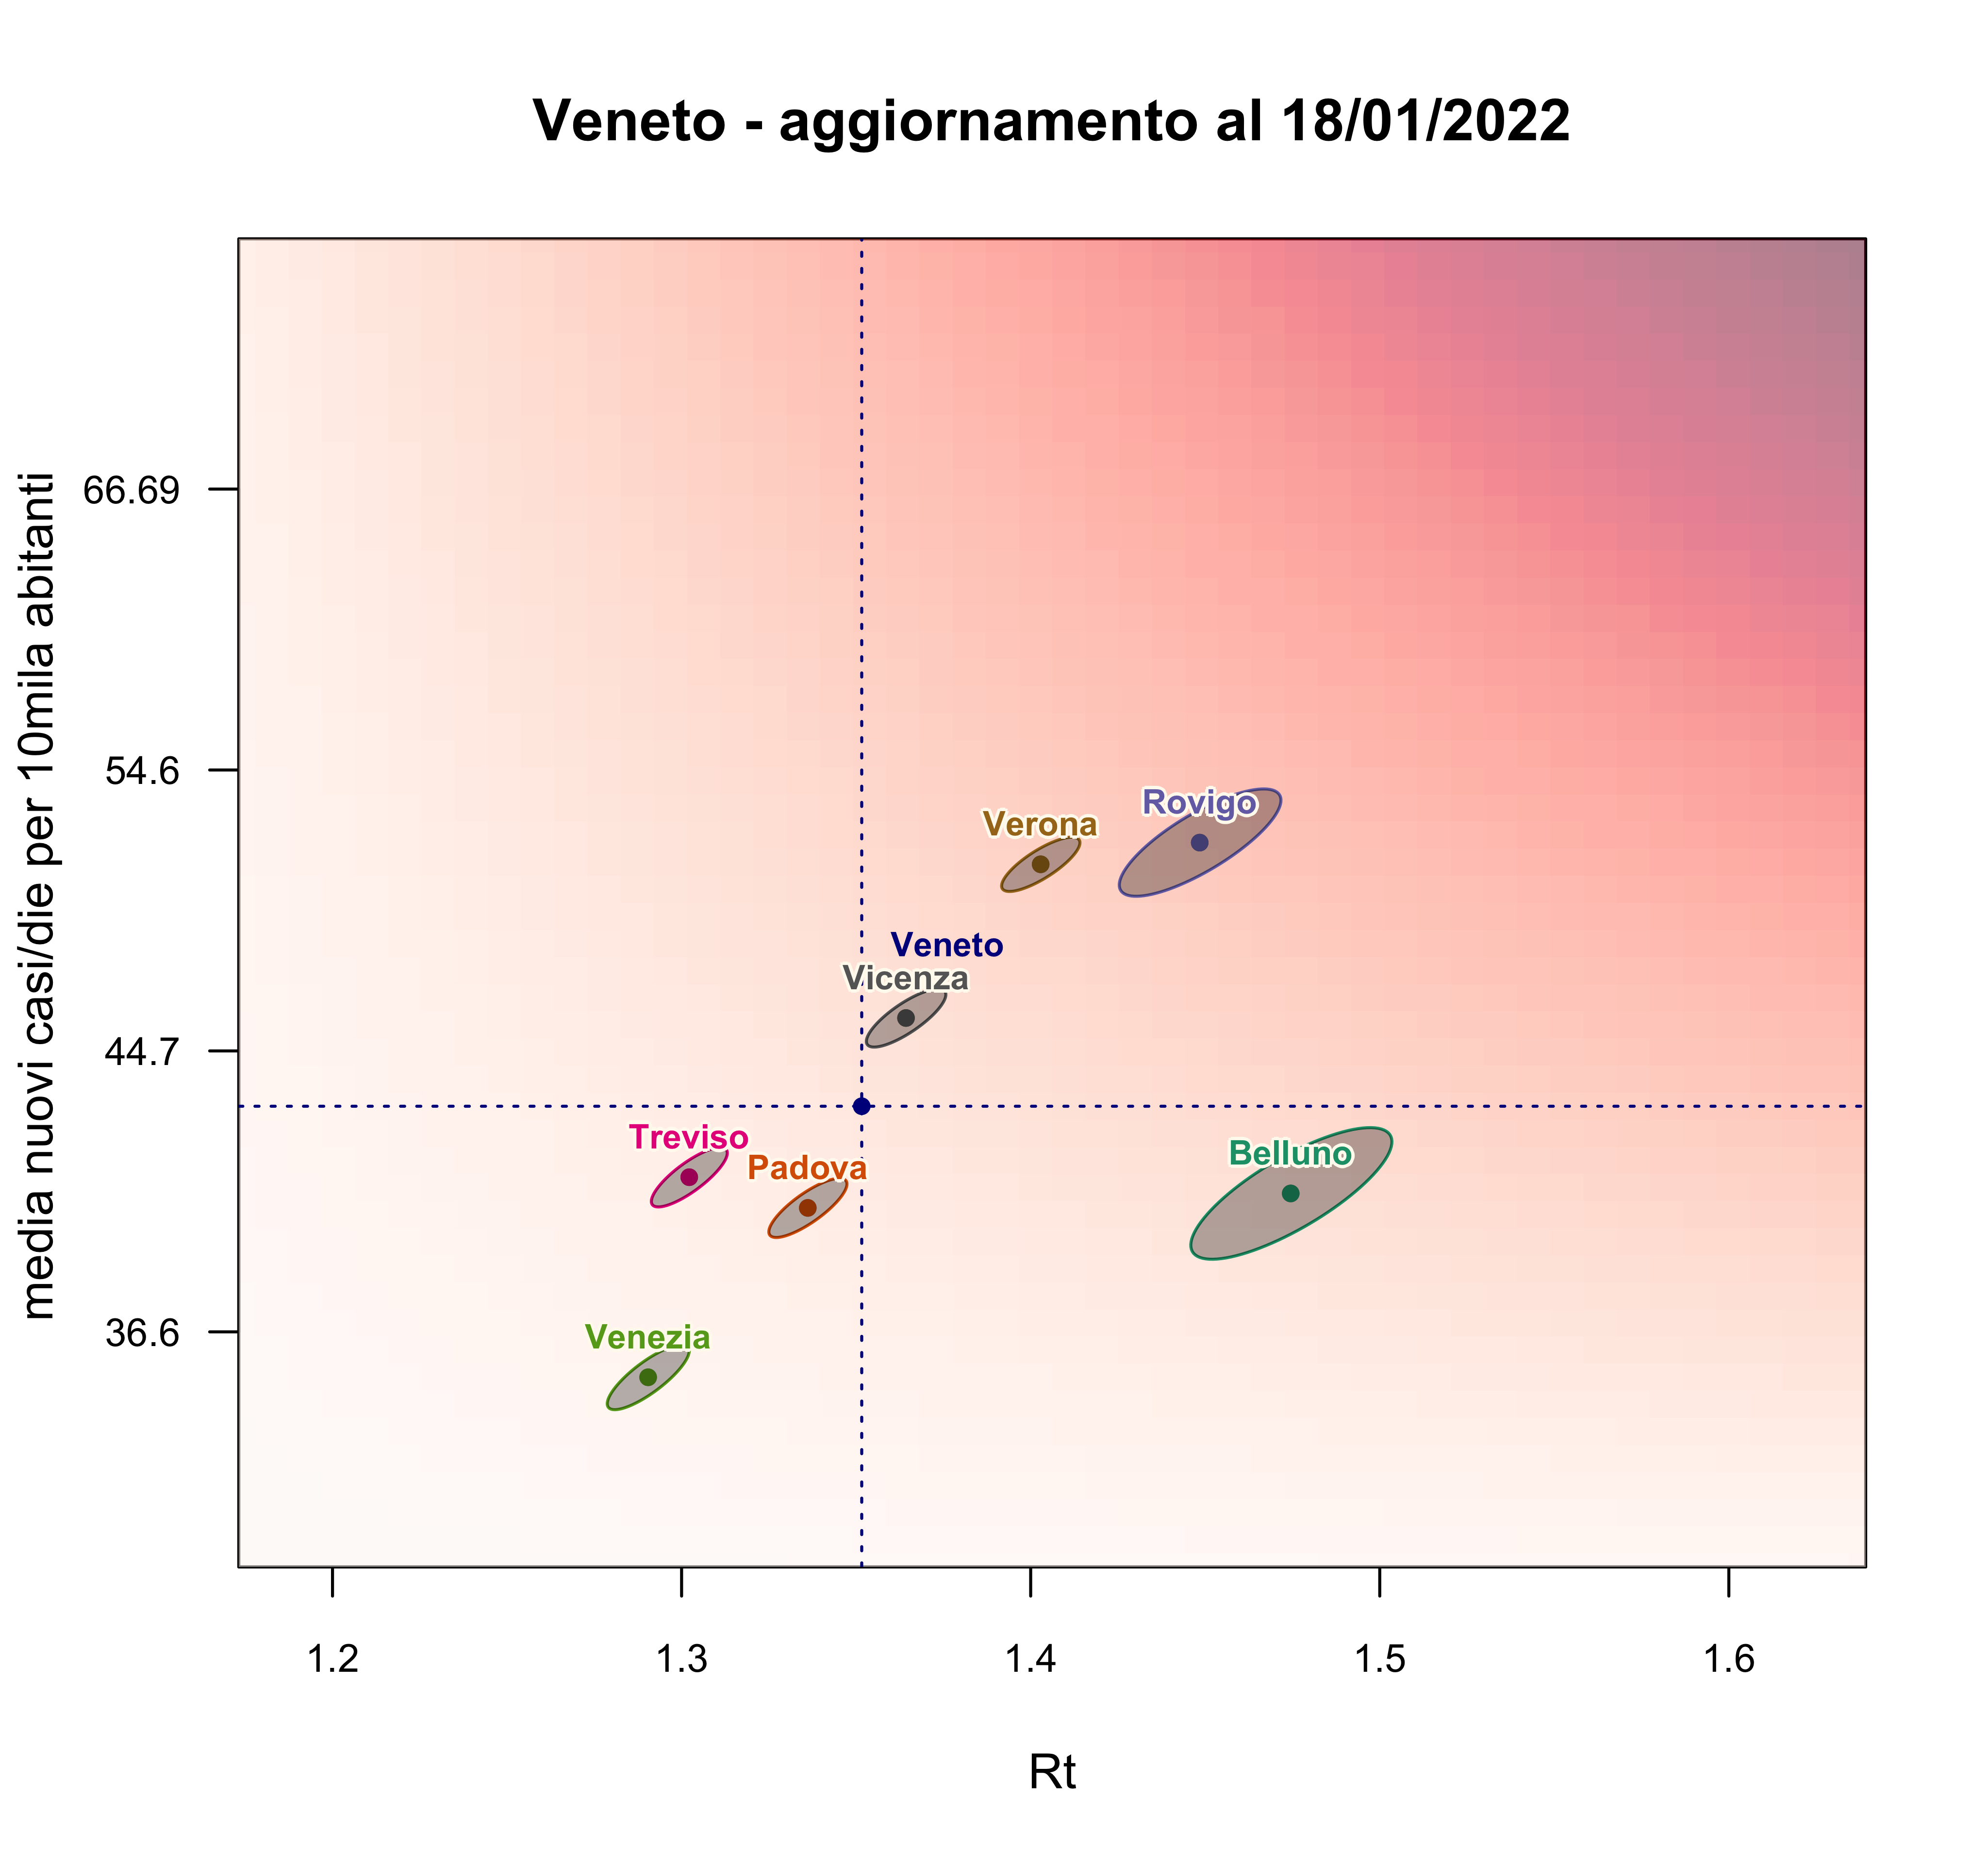 Veneto - aggiornamento al 18/01/2022
media nuovi casi/die per 10mila abitanti
66.69
54.6
44.7
36.6
Rovigo
Verona
Veneto
Vicenza
Treviso
Belluno
Padova
Venezia
1.2 1.3 1.4 1.5 1.6
Rt